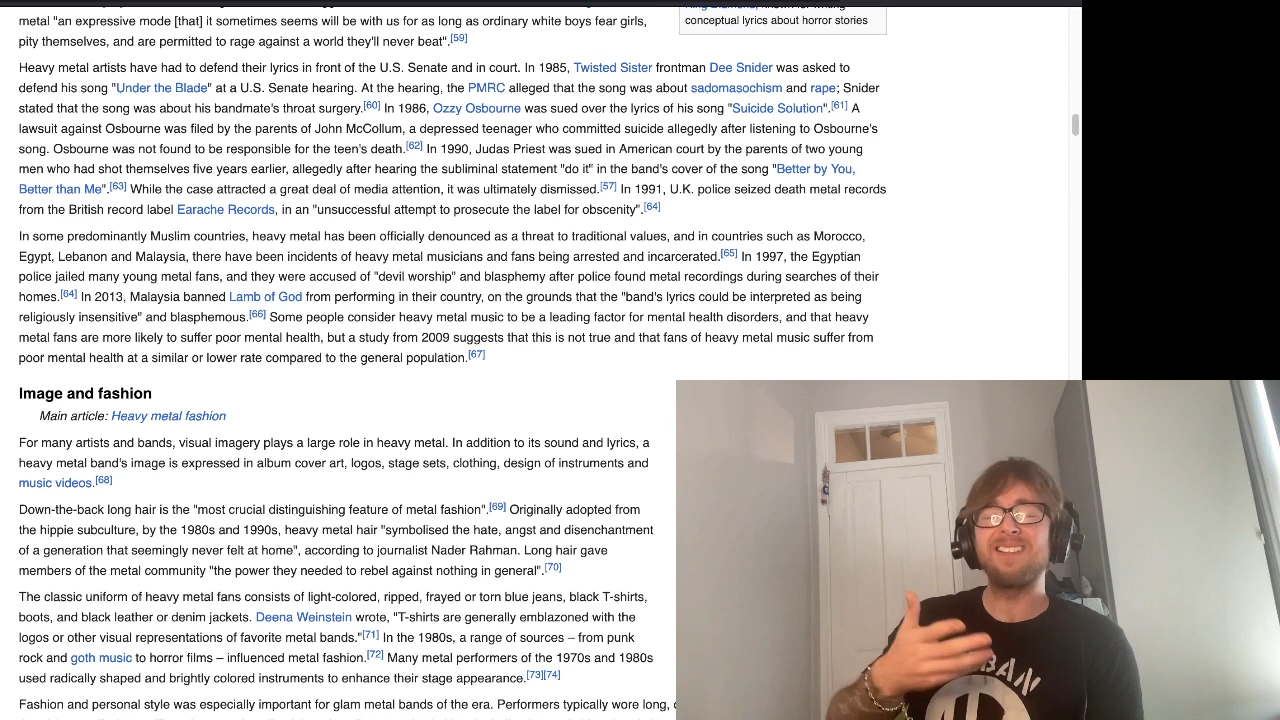 metal "an expressive mode [that] it sometimes seems will be with us for as long as ordinary white boys fear girls,
pity themselves, and are permitted to rage against a world they'll never beat".[59]
conceptual lyrics about horror stories
Heavy metal artists have had to defend their lyrics in front of the U.S. Senate and in court. In 1985, Twisted Sister frontman Dee Snider was asked to
defend his song "Under the Blade" at a U.S. Senate hearing. At the hearing, the PMRC alleged that the song was about sadomasochism and rape; Snider
stated that the song was about his bandmate's throat surgery.[60] In 1986, Ozzy Osbourne was sued over the lyrics of his song "Suicide Solution".[61] A
lawsuit against Osbourne was filed by the parents of John McCollum, a depressed teenager who committed suicide allegedly after listening to Osbourne's
song. Osbourne was not found to be responsible for the teen's death.[62] In 1990, Judas Priest was sued in American court by the parents of two young
men who had shot themselves five years earlier, allegedly after hearing the subliminal statement "do it" in the band's cover of the song "Better by You,
Better than Me".[63] While the case attracted a great deal of media attention, it was ultimately dismissed.[57] In 1991, U.K. police seized death metal records
from the British record label Earache Records, in an "unsuccessful attempt to prosecute the label for obscenity".[64]
In some predominantly Muslim countries, heavy metal has been officially denounced as a threat to traditional values, and in countries such as Morocco,
Egypt, Lebanon and Malaysia, there have been incidents of heavy metal musicians and fans being arrested and incarcerated.[65] In 1997, the Egyptian
police jailed many young metal fans, and they were accused of "devil worship" and blasphemy after police found metal recordings during searches of their
homes.[64] In 2013, Malaysia banned Lamb of God from performing in their country, on the grounds that the "band's lyrics could be interpreted as being
religiously insensitive" and blasphemous.[66] Some people consider heavy metal music to be a leading factor for mental health disorders, and that heavy
metal fans are more likely to suffer poor mental health, but a study from 2009 suggests that this is not true and that fans of heavy metal music suffer from
poor mental health at a similar or lower rate compared to the general population.[67]
Image and fashion
Main article: Heavy metal fashion
For many artists and bands, visual imagery plays a large role in heavy metal. In addition to its sound and lyrics, a
heavy metal band's image is expressed in album cover art, logos, stage sets, clothing, design of instruments and
music videos.[68]
Down-the-back long hair is the "most crucial distinguishing feature of metal fashion".[69] Originally adopted from
the hippie subculture, by the 1980s and 1990s, heavy metal hair "symbolised the hate, angst and disenchantment
of a generation that seemingly never felt at home", according to journalist Nader Rahman. Long hair gave
members of the metal community "the power they needed to rebel against nothing in general".[70]
The classic uniform of heavy metal fans consists of light-colored, ripped, frayed or torn blue jeans, black T-shirts,
boots, and black leather or denim jackets. Deena Weinstein wrote, "T-shirts are generally emblazoned with the
logos or other visual representations of favorite metal bands."[71] In the 1980s, a range of sources – from punk
rock and goth music to horror films – influenced metal fashion.[72] Many metal performers of the 1970s and 1980s
used radically shaped and brightly colored instruments to enhance their stage appearance.[73][74]
Fashion and personal style was especially important for glam metal bands of the era. Performers typically wore long,